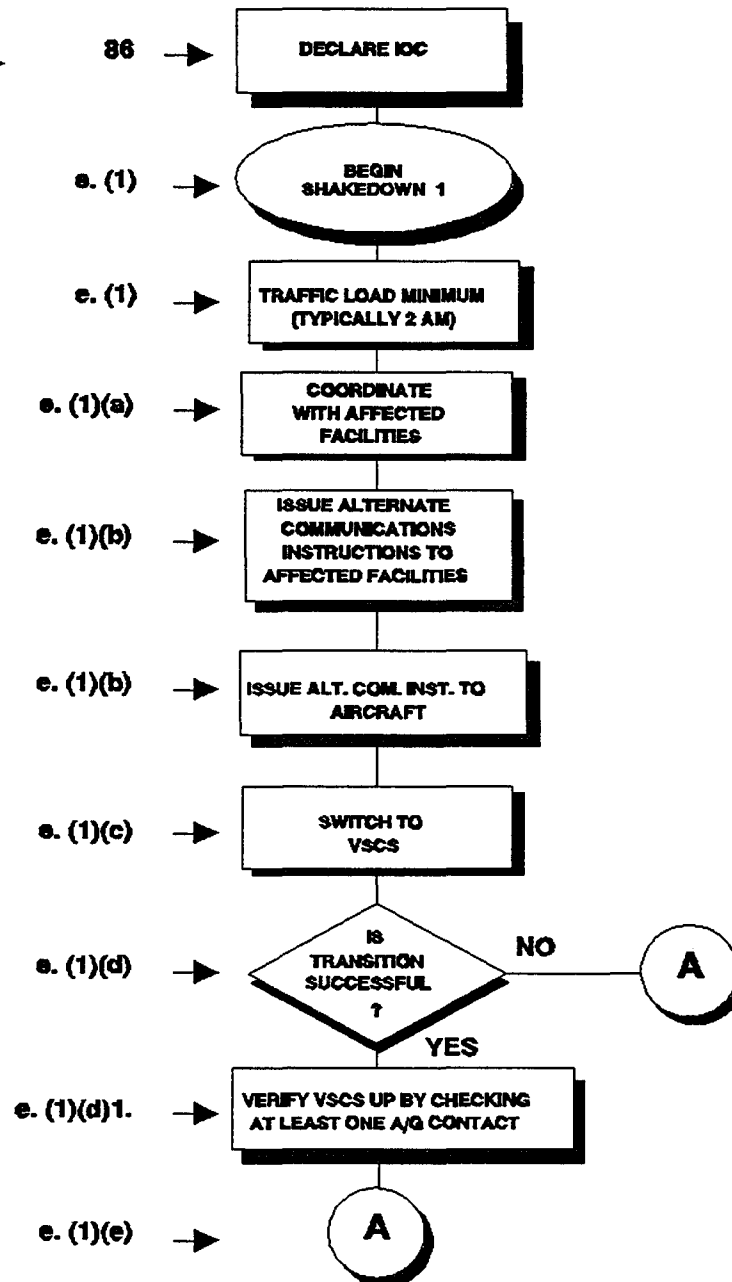 86
DECLARE IOC
e. (1)
BEGIN
SHAKEDOWN 1
e. (1)
TRAFFIC LOAD MINIMUM
(TYPICALLY 2 AM)
e. (1)(a)
COORDINATE
WITH AFFECTED
FACILITIES
e. (1)(b)
ISSUE ALTERNATE
COMMUNICATIONS
INSTRUCTIONS TO
AFFECTED FACILITIES
e. (1)(b)
ISSUE ALT. COM. INST. TO
AIRCRAFT
e. (1)(c)
SWITCH TO
VSCS
e. (1)(d)
IS
TRANSITION
SUCCESSFUL
?
NO
A
YES
e. (1)(d)1.
VERIFY VSCS UP BY CHECKING
AT LEAST ONE A/G CONTACT
e. (1)(e)
A